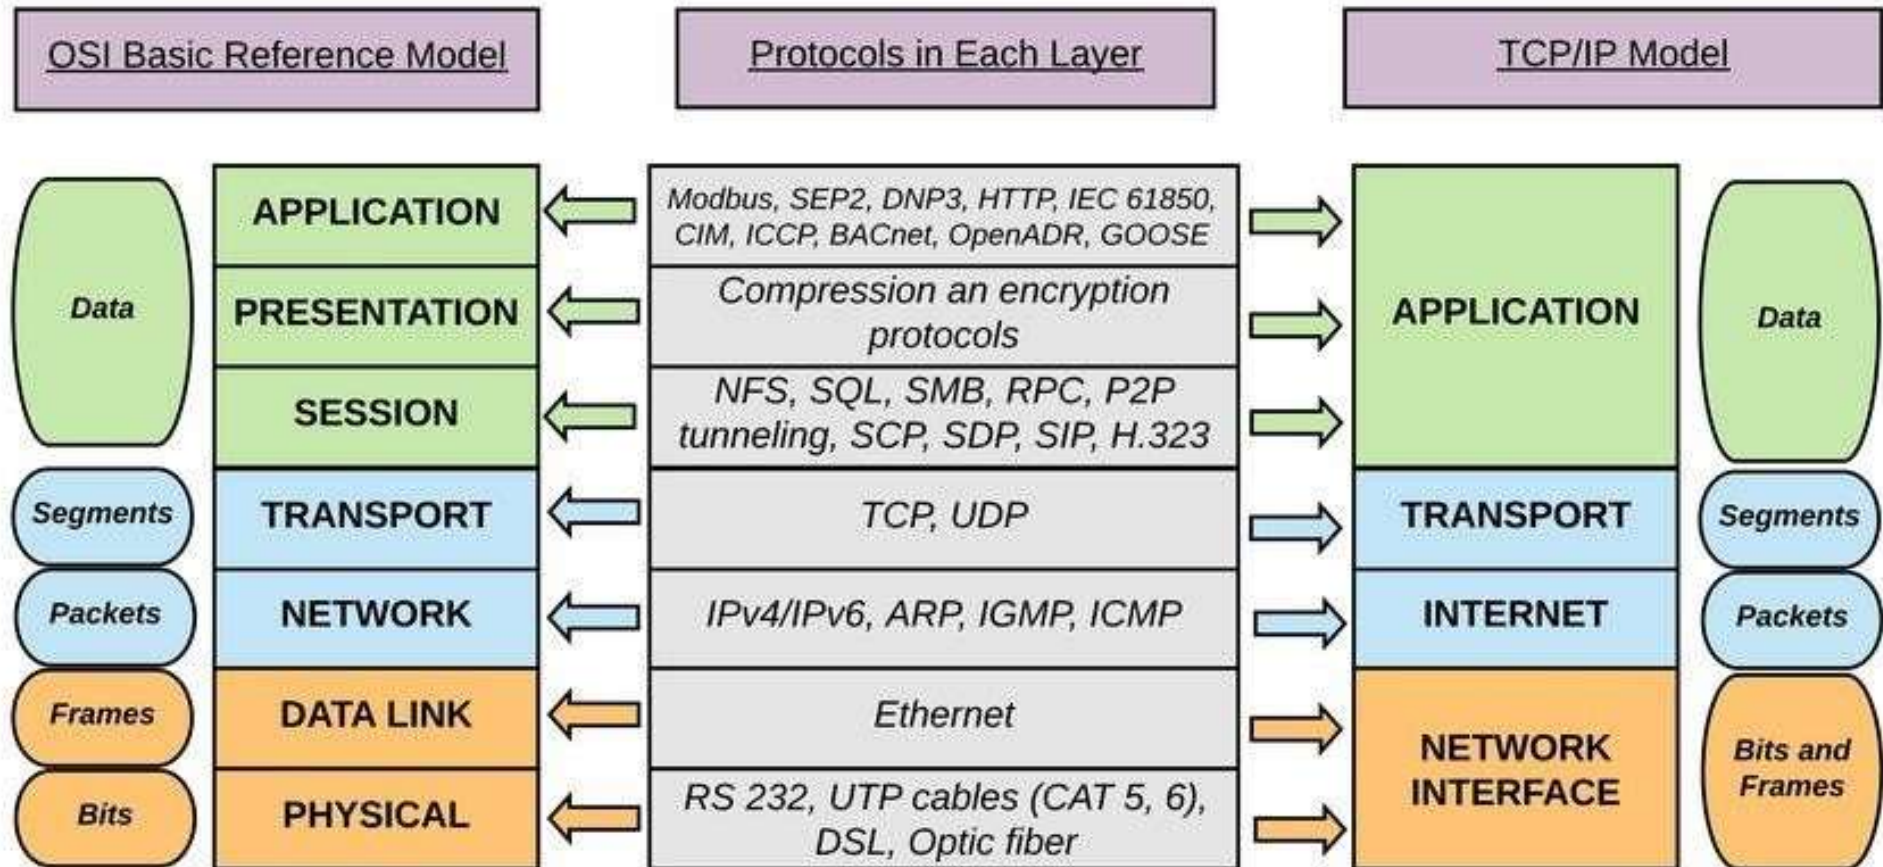 OSI Basic Reference Model
Protocols in Each Layer
TCP/IP Model
Data
APPLICATION
Modbus, SEP2, DNP3, HTTP, IEC 61850,
CIM, ICCP, BACnet, OpenADR, GOOSE
APPLICATION
Data
PRESENTATION
Compression an encryption
protocols
SESSION
NFS, SQL, SMB, RPC, P2P
tunneling, SCP, SDP, SIP, H.323
Segments
TRANSPORT
TCP, UDP
TRANSPORT
Segments
Packets
NETWORK
IPv4/IPv6, ARP, IGMP, ICMP
INTERNET
Packets
Frames
DATA LINK
Ethernet
NETWORK
INTERFACE
Bits and
Frames
Bits
PHYSICAL
RS 232, UTP cables (CAT 5, 6),
DSL, Optic fiber